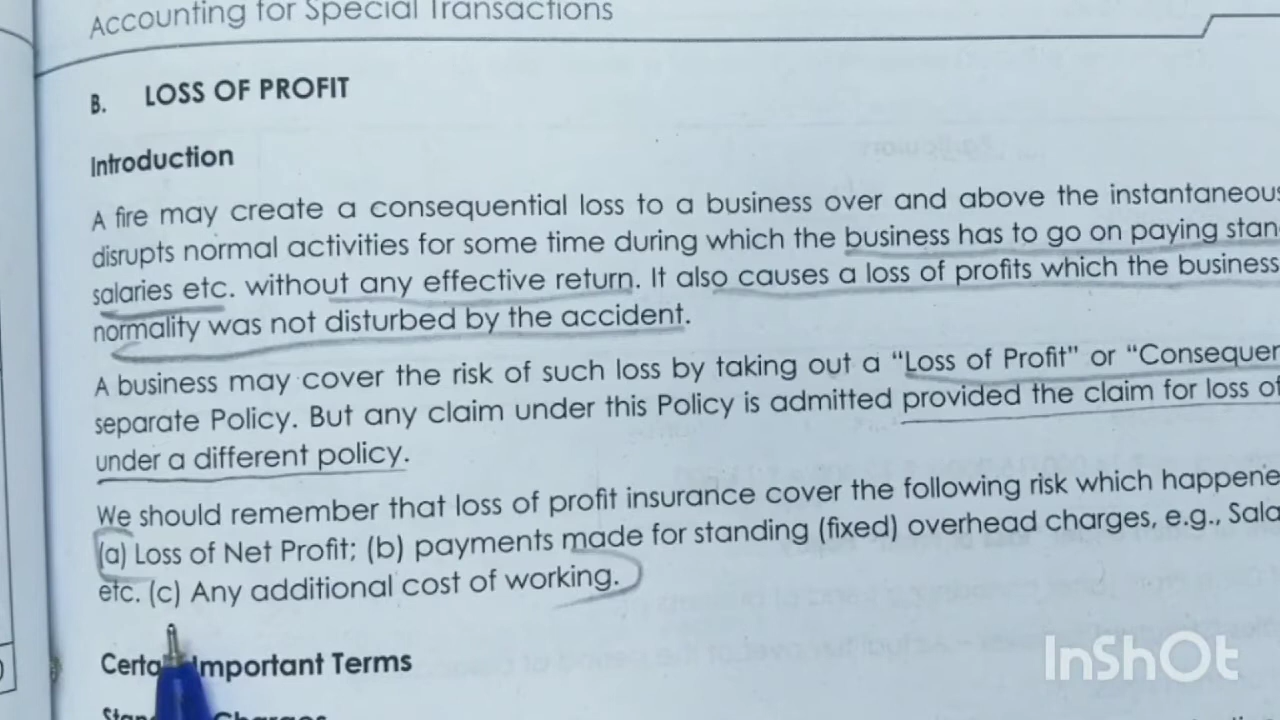 Accounting for Special Transactions
B. LOSS OF PROFIT
Introduction
A fire may create a consequential loss to a business over and above the instantaneous
disrupts normal activities for some time during which the business has to go on paying stan
salaries etc. without any effective return. It also causes a loss of profits which the business
normality was not disturbed by the accident.
A business may cover the risk of such loss by taking out a “Loss of Profit” or “Consequen
separate Policy. But any claim under this Policy is admitted provided the claim for loss of
under a different policy.
We should remember that loss of profit insurance cover the following risk which happene
(a) Loss of Net Profit; (b) payments made for standing (fixed) overhead charges, e.g., Sala
etc. (c) Any additional cost of working.
Certa Important Terms
Charges
InShOt